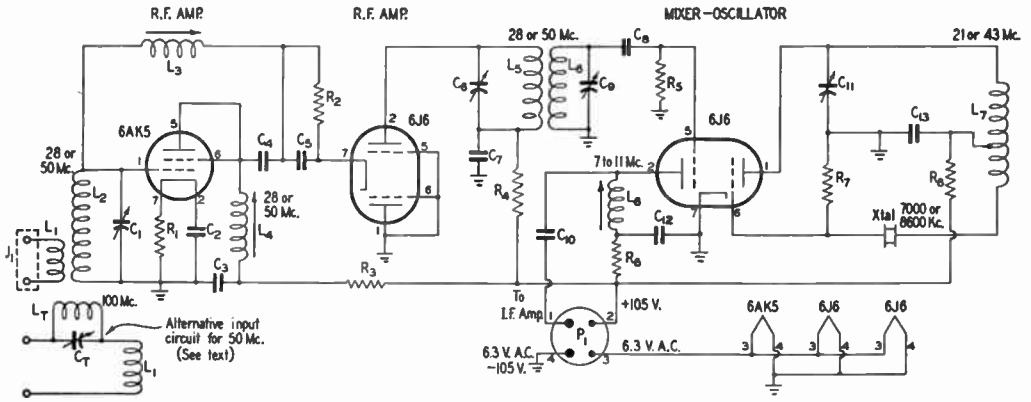 R.F. AMP.
R.F. AMP.
MIXER-OSCILLATOR
L3
28 or 50 Mc.
C8
21 or 43 Mc.
C6
L5
L6
C9
R5
C11
L7
R2
6AK5
5
6J6
2
5
6J6
5
C13
28 or
50 Mc.
1
6
C4
C5
7
7 to 11 Mc.
2
1
L2
7
2
6
C7
R4
L6
7
6
R7
R8
C1
R1
C2
28 or
50 Mc.
L4
1
C10
C12
Xtal
7000 or
8600 Kc.
J1
L1
C3
R3
R6
LT
100 Mc.
To
I.F. Amp.
+105 V.
1
2
P1
4
3
6AK5
6J6
6J6
CT
Alternative input
circuit for 50 Mc.
(See text)
L1
6.3 V. A.C.
-105 V.
6.3 V. A.C.
3
4
3
4
3
4